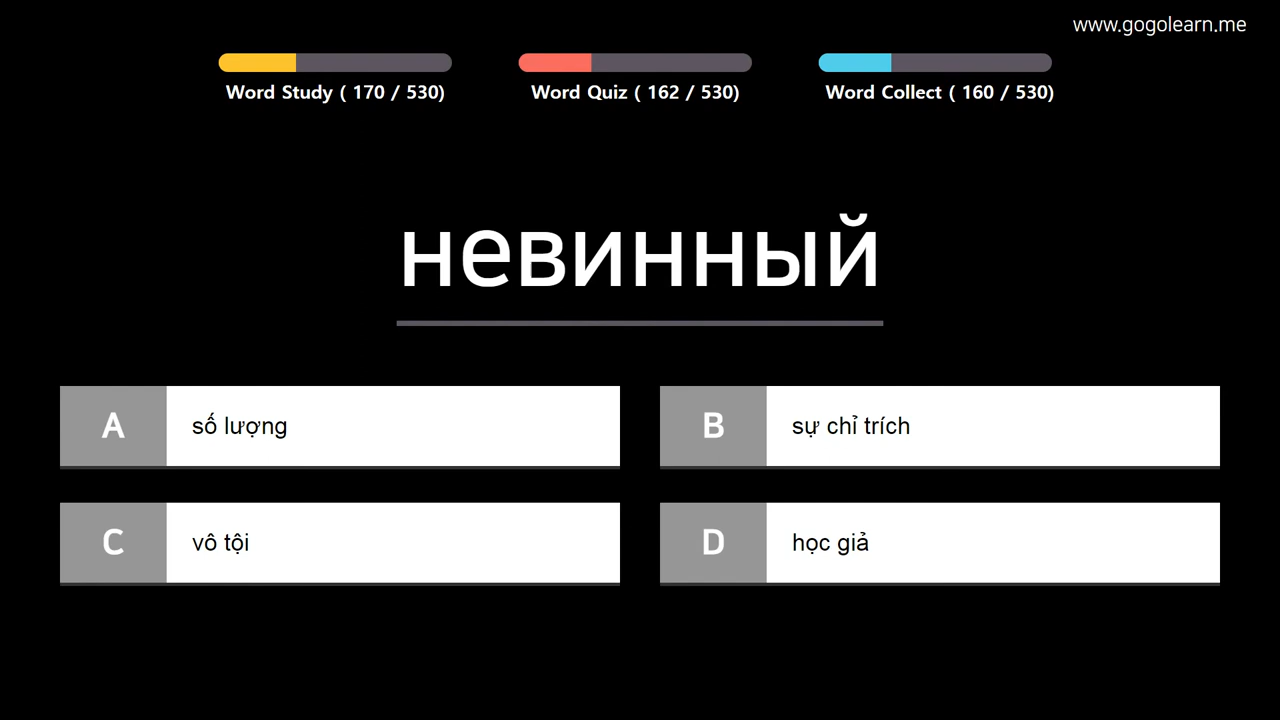 www.gogolearn.me
Word Study ( 170 / 530)
Word Quiz ( 162 / 530)
Word Collect ( 160 / 530)
невинный
A số lượng
B sự chỉ trích
C vô tội
D học giả